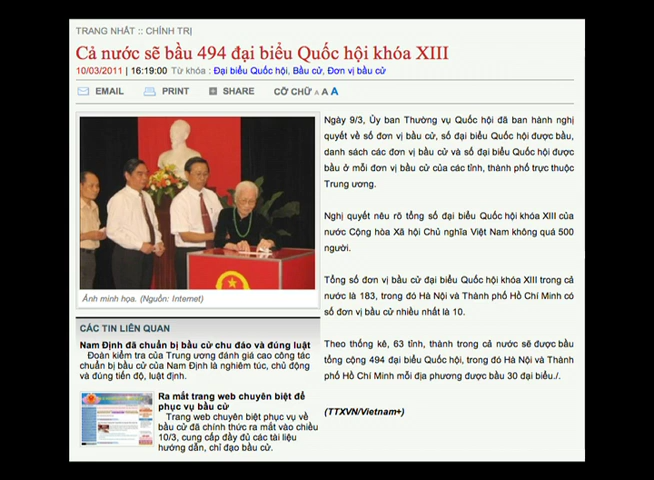 TRANG NHẤT :: CHÍNH TRỊ
Cả nước sẽ bầu 494 đại biểu Quốc hội khóa XIII
10/03/2011 | 16:19:00 Từ khóa : Đại biểu Quốc hội, Bầu cử, Đơn vị bầu cử
EMAIL PRINT SHARE CỠ CHỮ A A A
Ảnh minh họa. (Nguồn: Internet)
CÁC TIN LIÊN QUAN
Nam Định đã chuẩn bị bầu cử chu đáo và đúng luật
Đoàn kiểm tra của Trung ương đánh giá cao công tác
chuẩn bị bầu cử của Nam Định là nghiêm túc, chủ động
và đúng tiến độ, luật định.
Ra mắt trang web chuyên biệt để
phục vụ bầu cử
Trang web chuyên biệt phục vụ về
bầu cử đã chính thức ra mắt vào chiều
10/3, cung cấp đầy đủ các tài liệu
hướng dẫn, chỉ đạo bầu cử.
Ngày 9/3, Ủy ban Thường vụ Quốc hội đã ban hành nghị
quyết về số đơn vị bầu cử, số đại biểu Quốc hội được bầu,
danh sách các đơn vị bầu cử và số đại biểu Quốc hội được
bầu ở mỗi đơn vị bầu cử của các tỉnh, thành phố trực thuộc
Trung ương.
Nghị quyết nêu rõ tổng số đại biểu Quốc hội khóa XIII của
nước Cộng hòa Xã hội Chủ nghĩa Việt Nam không quá 500
người.
Tổng số đơn vị bầu cử đại biểu Quốc hội khóa XIII trong cả
nước là 183, trong đó Hà Nội và Thành phố Hồ Chí Minh có
số đơn vị bầu cử nhiều nhất là 10.
Theo thống kê, 63 tỉnh, thành trong cả nước sẽ được bầu
tổng cộng 494 đại biểu Quốc hội, trong đó Hà Nội và Thành
phố Hồ Chí Minh mỗi địa phương được bầu 30 đại biểu./.
(TTXVN/Vietnam+)